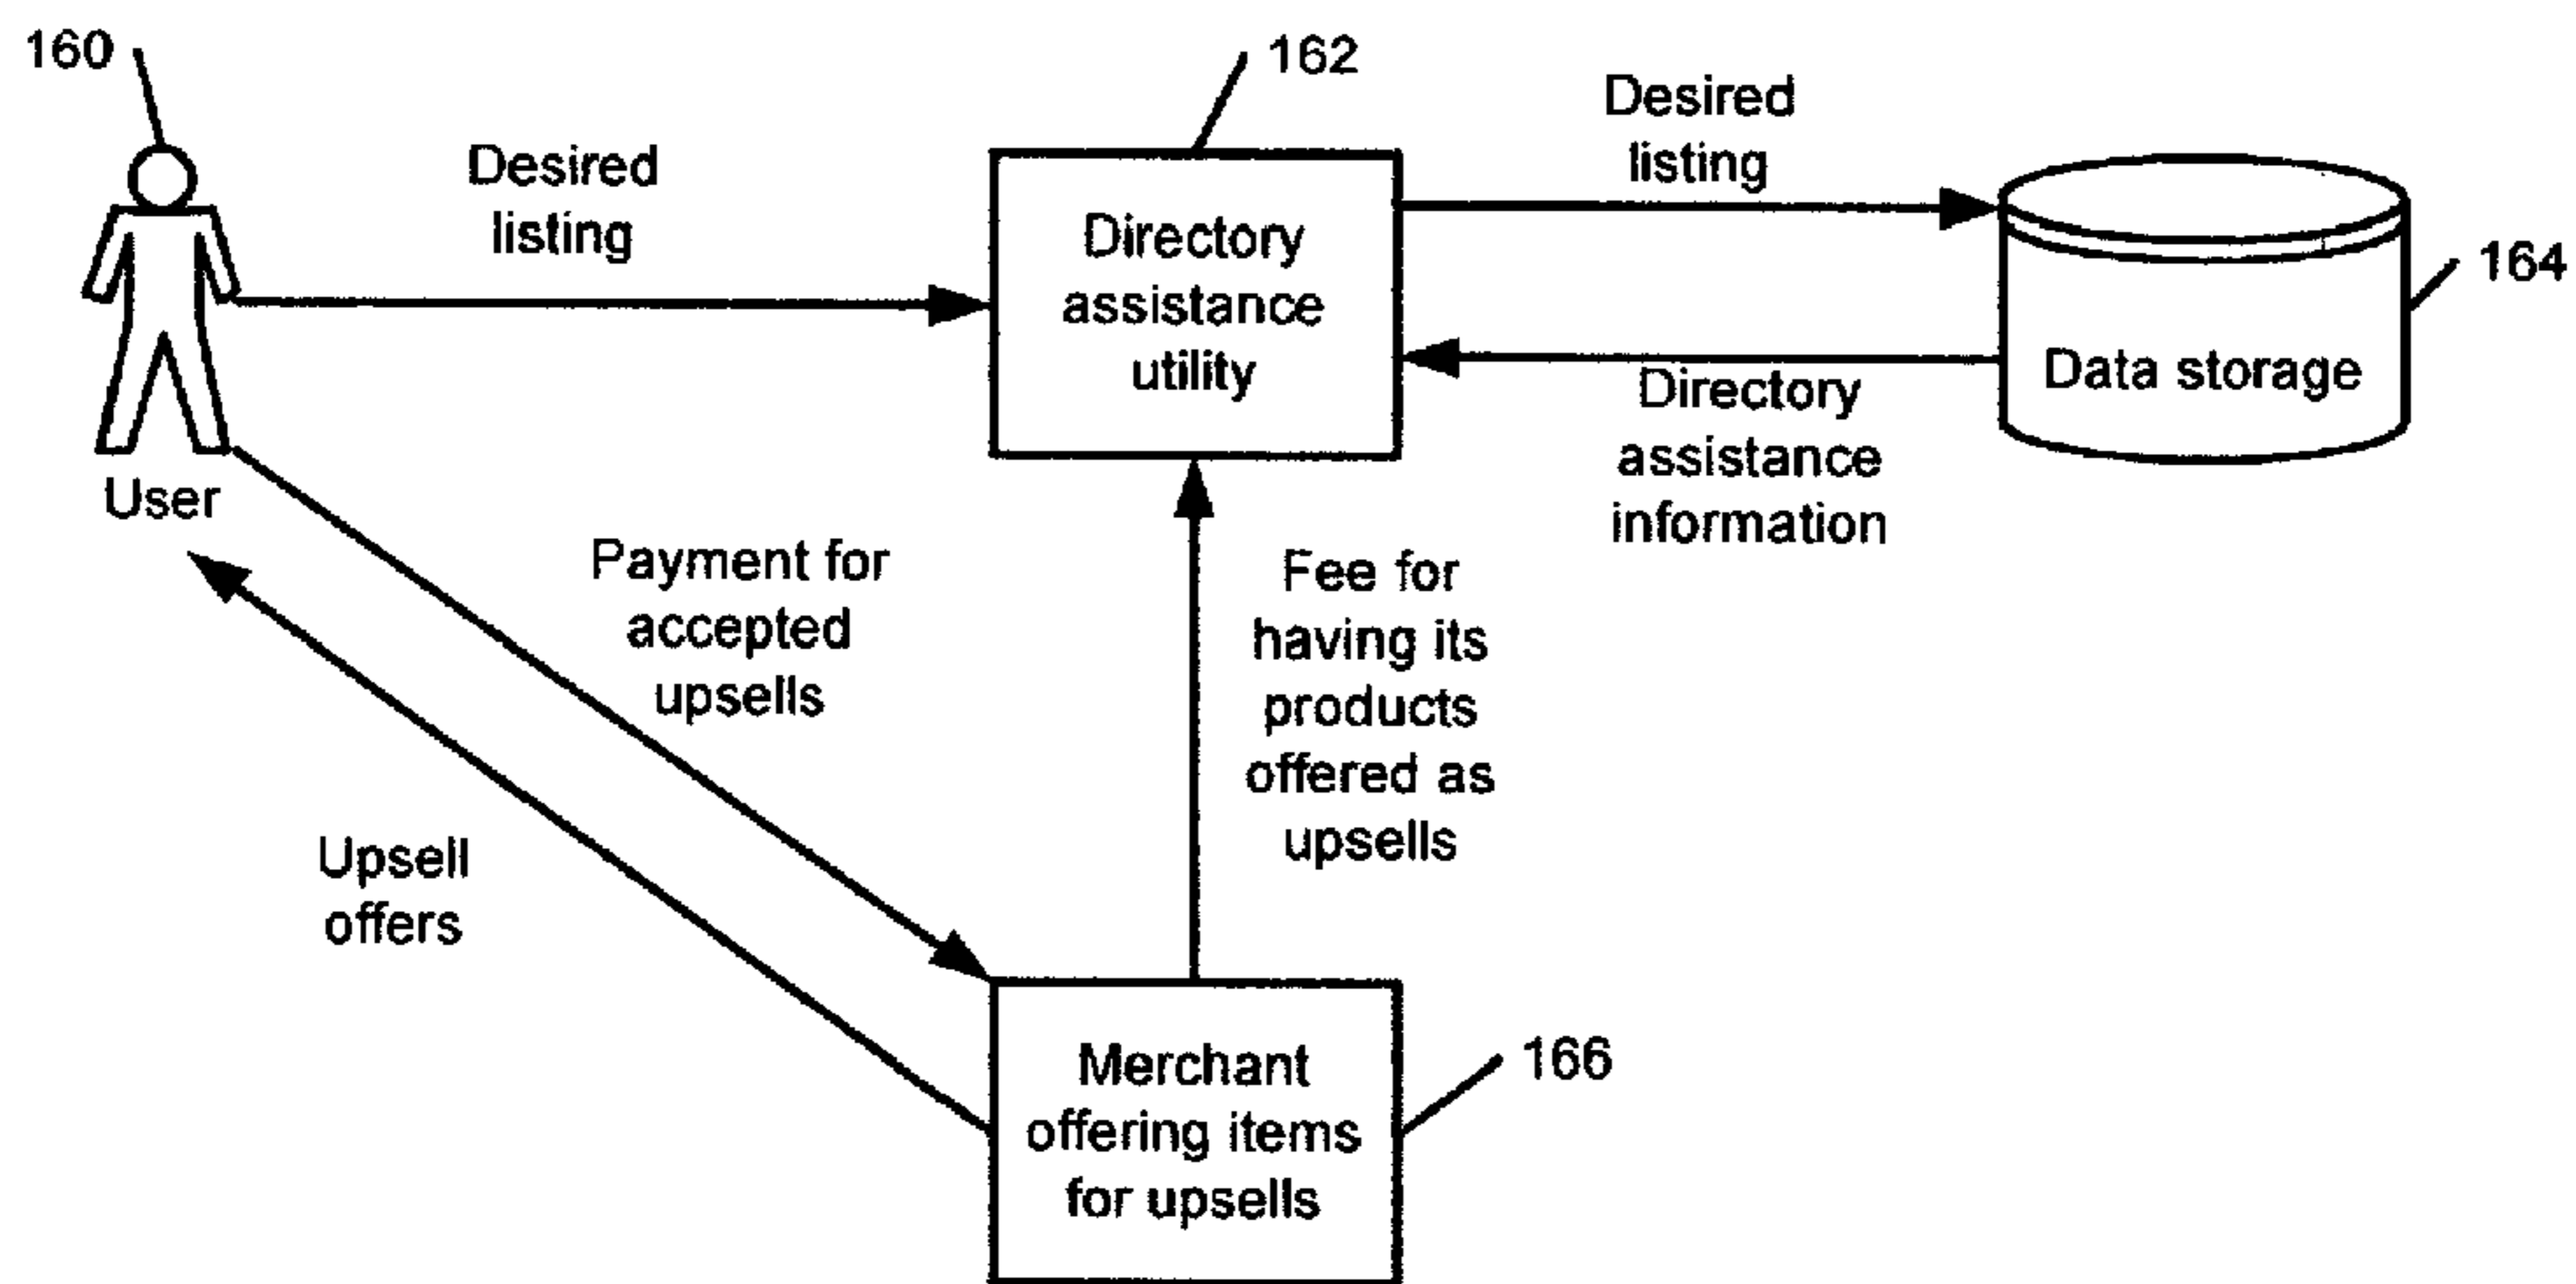 160
162
Desired
listing
Desired
listing
Directory
assistance
utility
164
Data storage
Directory
assistance
information
User
Payment for
accepted
upsells
Fee for
having its
products
offered as
upsells
Upsell
offers
Merchant
offering items
for upsells
166